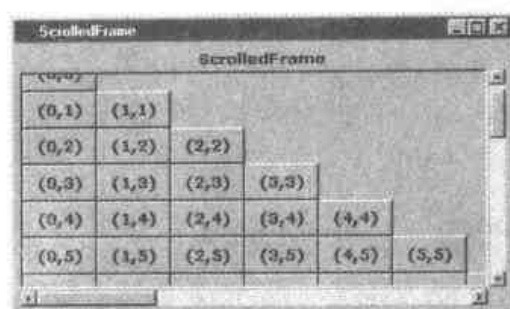 ScrolledFrame
ScrolledFrame
(0,0)
(0,1) (1,1)
(0,2) (1,2) (2,2)
(0,3) (1,3) (2,3) (3,3)
(0,4) (1,4) (2,4) (3,4) (4,4)
(0,5) (1,5) (2,5) (3,5) (4,5) (5,5)